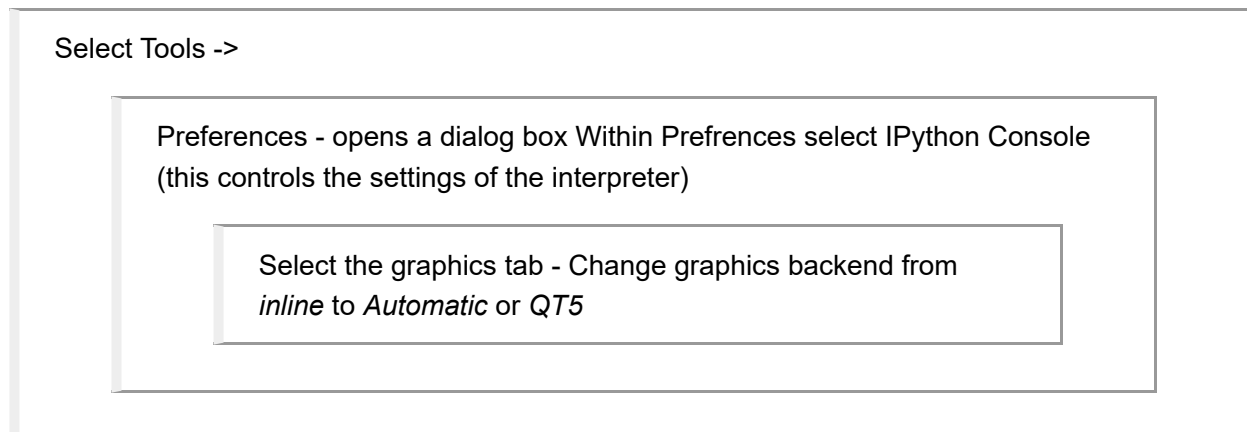 Select Tools ->
Preferences - opens a dialog box Within Prefrences select IPython Console
(this controls the settings of the interpreter)
Select the graphics tab - Change graphics backend from
inline to Automatic or QT5